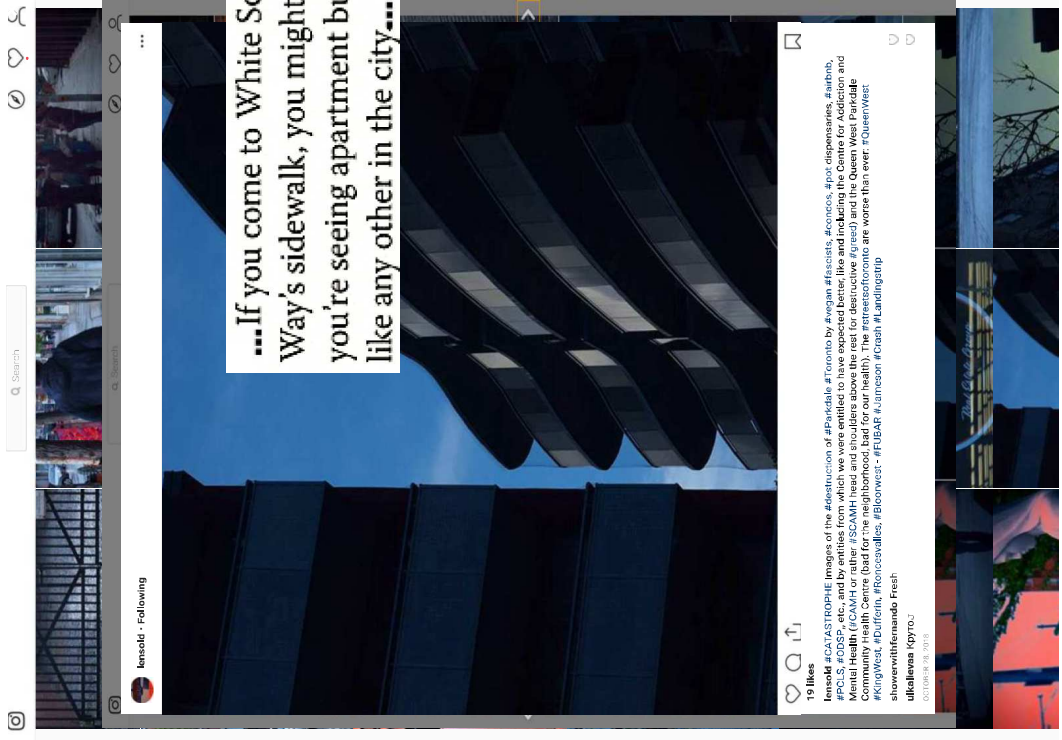 Search
Search
lensold • Following
....If you come to White
Way's sidewalk, you might
you're seeing apartment
like any other in the city....
19 likes
lensold #CATASTROPHE Images of the #destruction of #Parkdale #Toronto by #vegan #fascists, #condos, #pot dispensaries, #airbnb,
#PCLS, #ODSP,, etc., and by entities from which we were entitled to have expected better, like and including the Centre for Addiction and
Mental Health (#CAMH or rather #SCAMH head and shoulders above the rest for destructive #greed) and the Queen West Parkdale
Community Health Centre (bad for the neighborhood, bad for our health). The #streetsoftoronto are worse than ever: #QueenWest
#KingWest, #Dufferin, #Roncesvalles, #Bloorwest - #FUBAR #Jameson #Crash #Landingstrip
showerwithfernando Fresh
ulkalievaa Круто
OCTOBER 28, 2018